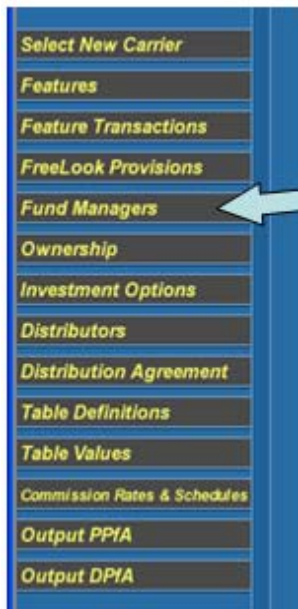 Select New Carrier
Features
Feature Transactions
FreeLook Provisions
Fund Managers
Ownership
Investment Options
Distributors
Distribution Agreement
Table Definitions
Table Values
Commission Rates & Schedules
Output PPfA
Output DPfA